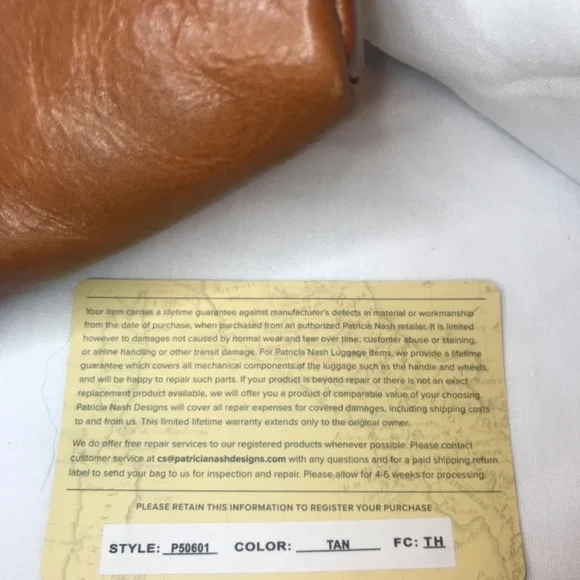 Your item carries a lifetime guarantee against manufacturer's defects in material or workmanship
from the date of purchase, when purchased from an authorized Patricia Nash retailer. It is limited
however to damages not caused by normal wear and tear over time, customer abuse or staining,
or airline handling or other transit damage. For Patricia Nash Luggage items, we provide a lifetime
guarantee which covers all mechanical components of the luggage such as the handle and wheels,
and will be happy to repair such parts. If your product is beyond repair or there is not an exact
replacement product available, we will offer you a product of comparable value of your choosing.
Patricia Nash Designs will cover all repair expenses for covered damages, including shipping costs
to and from us. This limited lifetime warranty extends only to the original owner.
We do offer free repair services to our registered products whenever possible. Please contact
customer service at cs@patricianashdesigns.com with any questions and for a paid shipping return
label to send your bag to us for inspection and repair. Please allow for 4-6 weeks for processing.
PLEASE RETAIN THIS INFORMATION TO REGISTER YOUR PURCHASE
STYLE: P50601 COLOR: TAN FC: TH